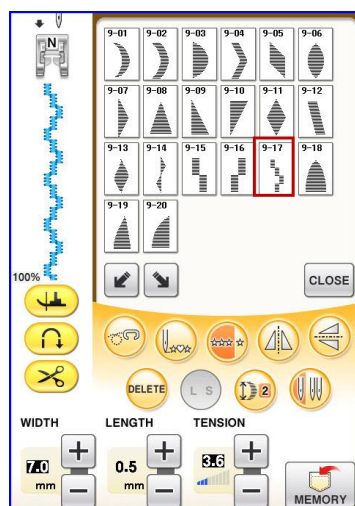 N
9-01 9-02 9-03 9-04 9-05 9-06
9-07 9-08 9-09 9-10 9-11 9-12
9-13 9-14 9-15 9-16 9-17 9-18
9-19 9-20
100%
CLOSE
DELETE L S 2
WIDTH LENGTH TENSION
7.0 + 0.5 + 3.6 +
mm − mm − −
MEMORY